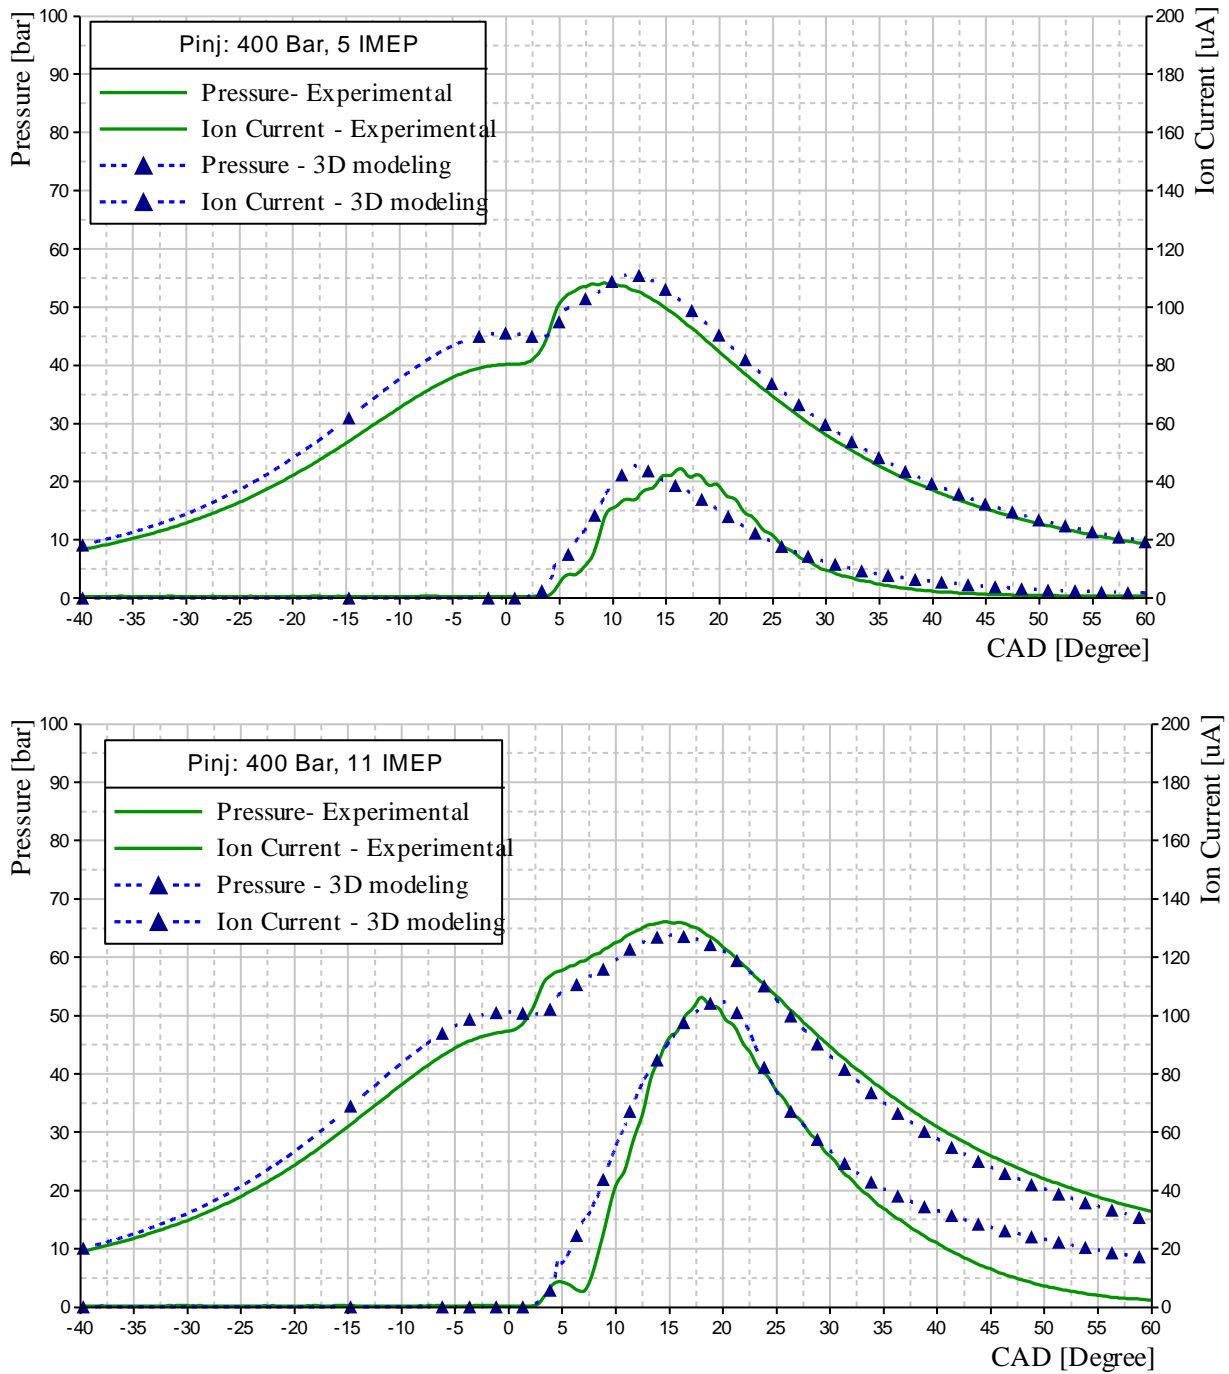 Pressure [bar]
Ion Current [uA]
100
90
80
70
60
50
40
30
20
10
0
200
180
160
140
120
100
80
60
40
20
0
Pinj: 400 Bar, 5 IMEP
Pressure- Experimental
Ion Current - Experimental
Pressure - 3D modeling
Ion Current - 3D modeling
-40 -35 -30 -25 -20 -15 -10 -5 0 5 10 15 20 25 30 35 40 45 50 55 60
CAD [Degree]
Pressure [bar]
Ion Current [uA]
100
90
80
70
60
50
40
30
20
10
0
200
180
160
140
120
100
80
60
40
20
0
Pinj: 400 Bar, 11 IMEP
Pressure- Experimental
Ion Current - Experimental
Pressure - 3D modeling
Ion Current - 3D modeling
-40 -35 -30 -25 -20 -15 -10 -5 0 5 10 15 20 25 30 35 40 45 50 55 60
CAD [Degree]